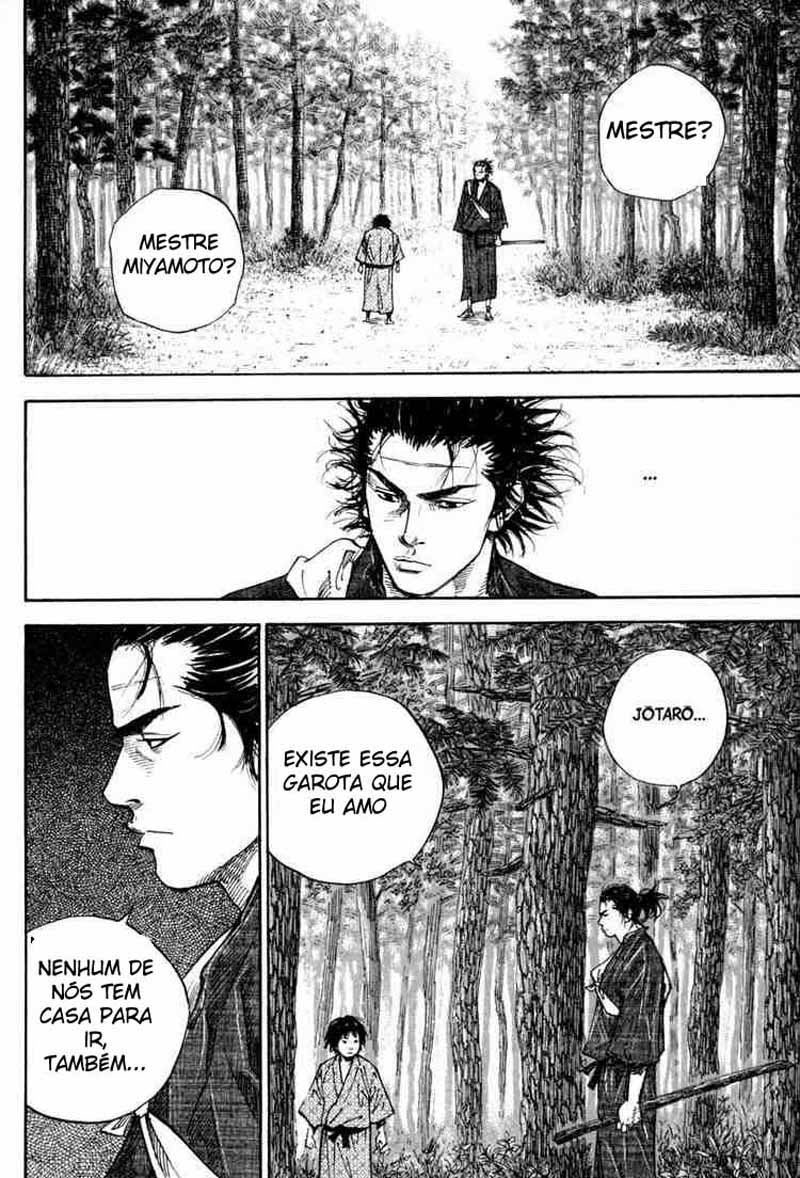 MESTRE?
MESTRE
MIYAMOTO?
...
JŌTARŌ...
EXISTE ESSA
GAROTA QUE
EU AMO
NENHUM DE
NÓS TEM
CASA PARA
IR,
TAMBÉM...